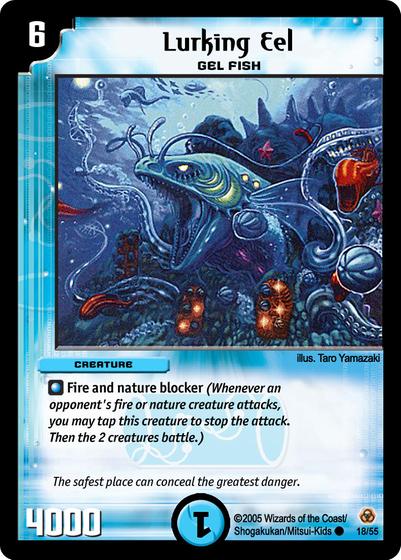 6
Lurking Eel
GEL FISH
illus. Taro Yamazaki
CREATURE
Fire and nature blocker (Whenever an
opponent's fire or nature creature attacks,
you may tap this creature to stop the attack.
Then the 2 creatures battle.)
The safest place can conceal the greatest danger.
4000
1
©2005 Wizards of the Coast/
Shogakukan/Mitsui-Kids ● 18/55